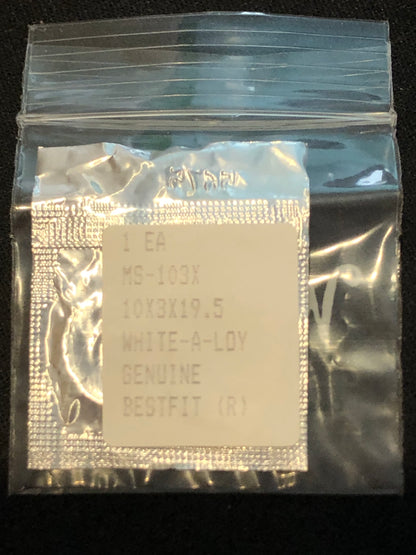 1 EA
MS-103X
10X3X19.5
WHITE-A-LOY
GENUINE
BESTFIT (R)